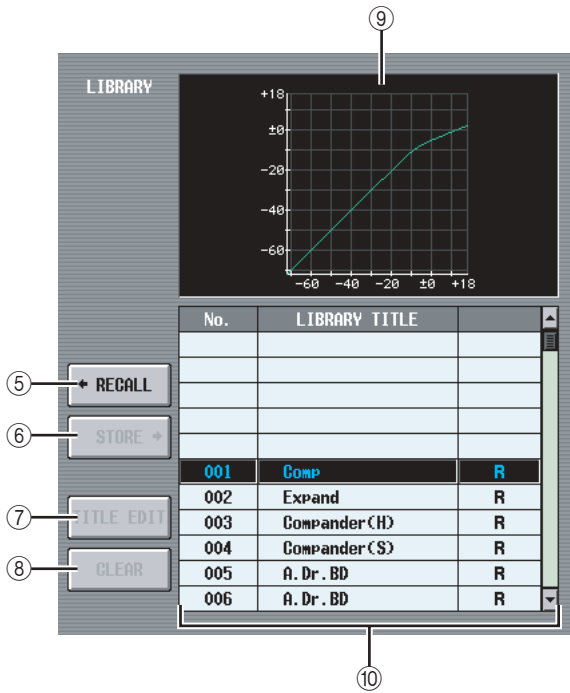 ⑨
LIBRARY
+18
±0
-20
-40
-60
-60 -40 -20 ±0 +18
No. LIBRARY TITLE
⑤ ← RECALL
⑥ STORE →
001 Comp R
002 Expand R
⑦ TITLE EDIT
003 Compander(H) R
004 Compander(S) R
⑧ CLEAR
005 A.Dr.BD R
006 A.Dr.BD R
⑩